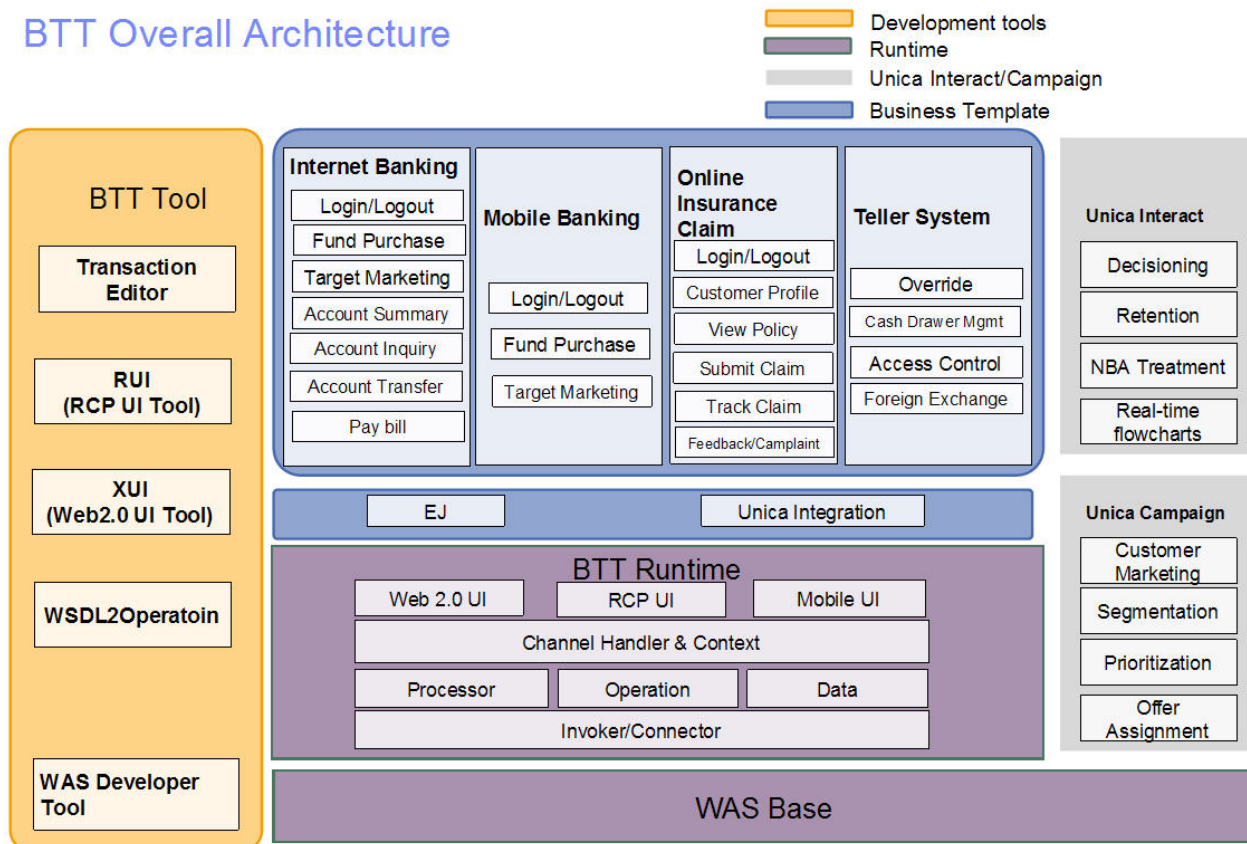 BTT Overall Architecture
Development tools
Runtime
Unica Interact/Campaign
Business Template
BTT Tool
Transaction
Editor
RUI
(RCP UI Tool)
XUI
(Web2.0 UI Tool)
WSDL2Operatoin
WAS Developer
Tool
Internet Banking
Login/Logout
Fund Purchase
Target Marketing
Account Summary
Account Inquiry
Account Transfer
Pay bill
Mobile Banking
Login/Logout
Fund Purchase
Target Marketing
Online
Insurance
Claim
Login/Logout
Customer Profile
View Policy
Submit Claim
Track Claim
Feedback/Camplaint
Teller System
Override
Cash Drawer Mgmt
Access Control
Foreign Exchange
EJ
Unica Integration
BTT Runtime
Web 2.0 UI
RCP UI
Mobile UI
Channel Handler & Context
Processor
Operation
Data
Invoker/Connector
WAS Base
Unica Interact
Decisioning
Retention
NBA Treatment
Real-time
flowcharts
Unica Campaign
Customer
Marketing
Segmentation
Prioritization
Offer
Assignment